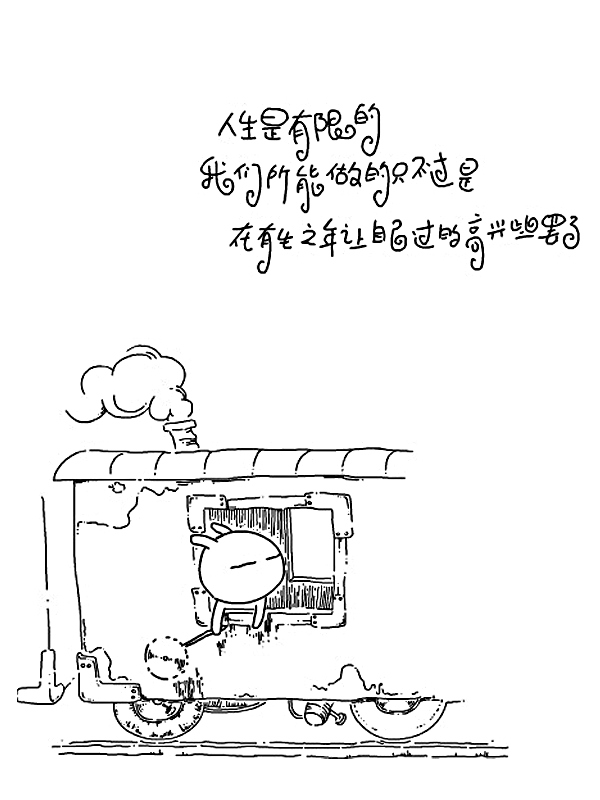 人生是有限的
我们所能做的只不过是
在有生之年让自己过的高兴些罢了